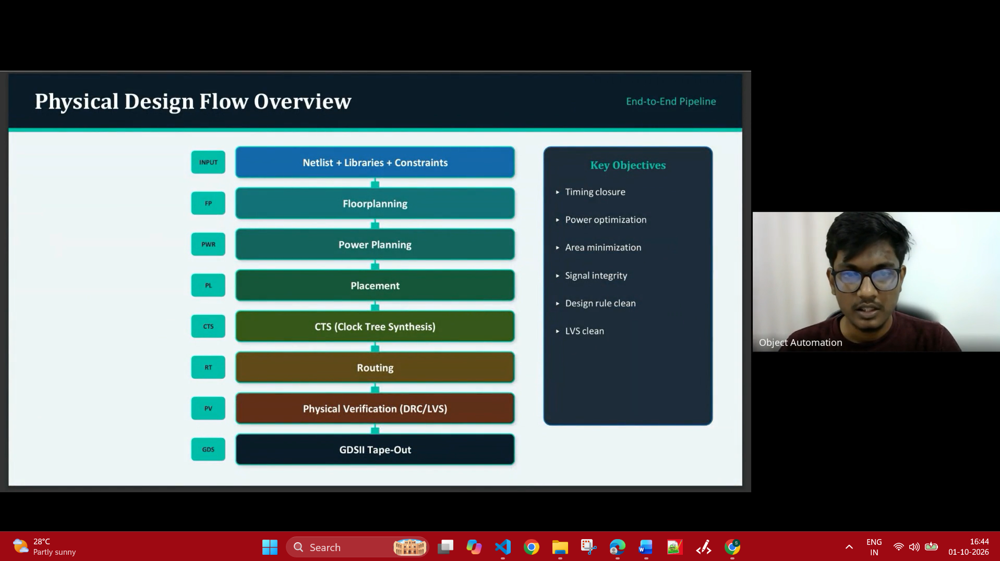 Physical Design Flow Overview
End-to-End Pipeline
INPUT
Netlist + Libraries + Constraints
FP
Floorplanning
PWR
Power Planning
PL
Placement
CTS
CTS (Clock Tree Synthesis)
RT
Routing
PV
Physical Verification (DRC/LVS)
GDS
GDSII Tape-Out
Key Objectives
▸ Timing closure
▸ Power optimization
▸ Area minimization
▸ Signal integrity
▸ Design rule clean
▸ LVS clean
Object Automation
28°C
Partly sunny
Search
W
S
ENG
IN
16:44
01-10-2026